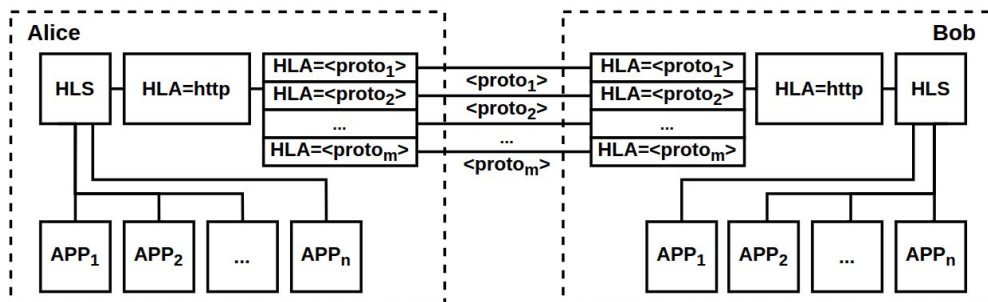 Alice
Bob
HLS
HLA=http
HLA=<proto₁>
HLA=<proto₂>
...
HLA=<protoₘ>
<proto₁>
<proto₂>
...
<protoₘ>
HLA=<proto₁>
HLA=<proto₂>
...
HLA=<protoₘ>
HLA=http
HLS
APP₁
APP₂
...
APPₙ
APP₁
APP₂
...
APPₙ